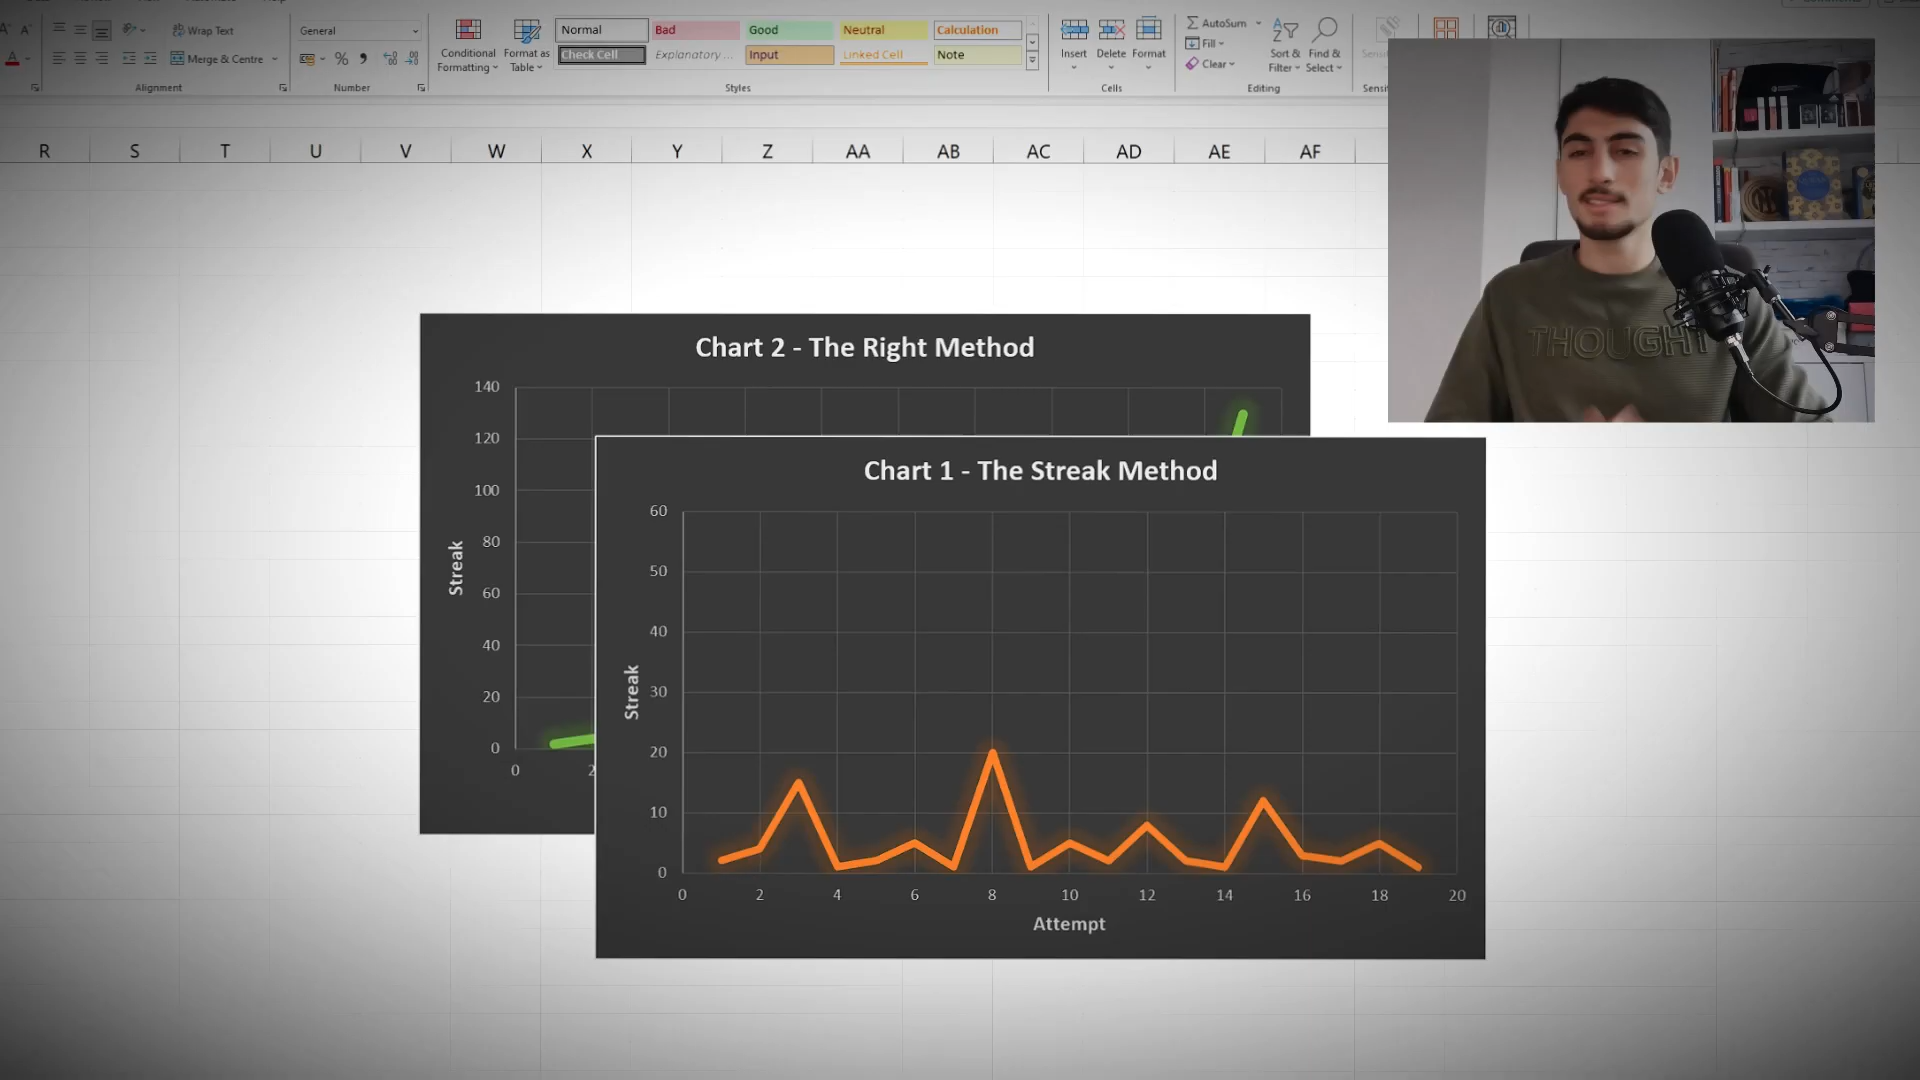 Wrap Text
General
Normal
Bad
Good
Neutral
Calculation
Check Cell
Explanatory ...
Input
Linked Cell
Note
Merge & Centre
Conditional
Formatting
Format as
Table
Insert
Delete
Format
AutoSum
Fill
Clear
Sort &
Filter
Find &
Select
Alignment
Number
Styles
Cells
Editing
R S T U V W X Y Z AA AB AC AD AE AF
THOUGHT
Chart 2 - The Right Method
140
120
100
80
60
40
20
0
Streak
0 2
Chart 1 - The Streak Method
60
50
40
30
20
10
0
Streak
0 2 4 6 8 10 12 14 16 18 20
Attempt